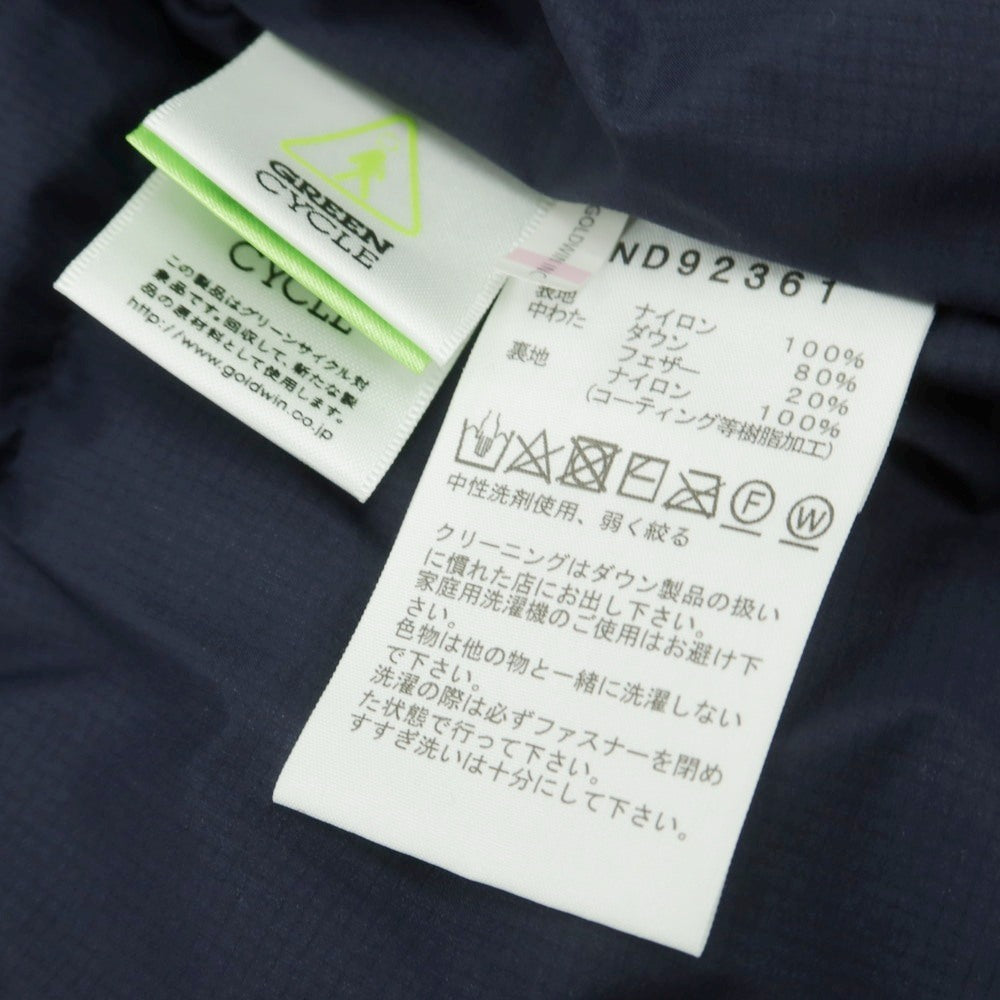 GREEN
CYCLE
CYCLE
この製品はグリーンサイクル対
象品です。回収して、新たな製
品の原材料として使用します。
http://www.goldwin.co.jp
GOLDWIN IN
ND92361
表地 ナイロン 100%
中わた ダウン 80%
フェザー 20%
裏地 ナイロン 100%
(コーティング等樹脂加工)
F W
中性洗剤使用、弱く絞る
クリーニングはダウン製品の扱い
に慣れた店にお出し下さい。
家庭用洗濯機のご使用はお避け下
さい。
色物は他の物と一緒に洗濯しない
で下さい。
洗濯の際は必ずファスナーを閉め
た状態で行って下さい。
すすぎ洗いは十分にして下さい。